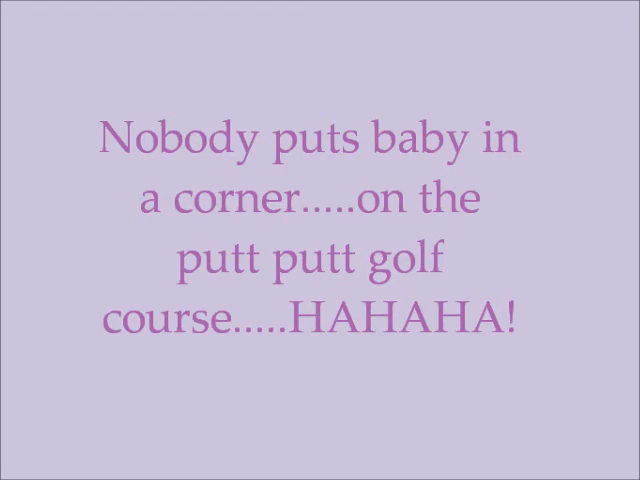 Nobody puts baby in
a corner.....on the
putt putt golf
course.....HAHAHA!